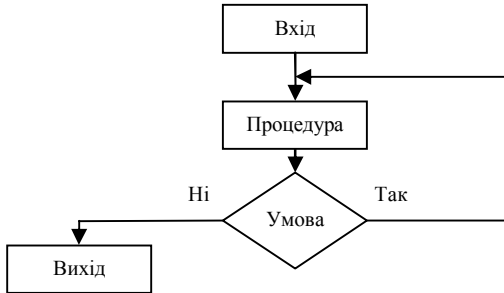 Вхід
Процедура
Ні
Так
Умова
Вихід